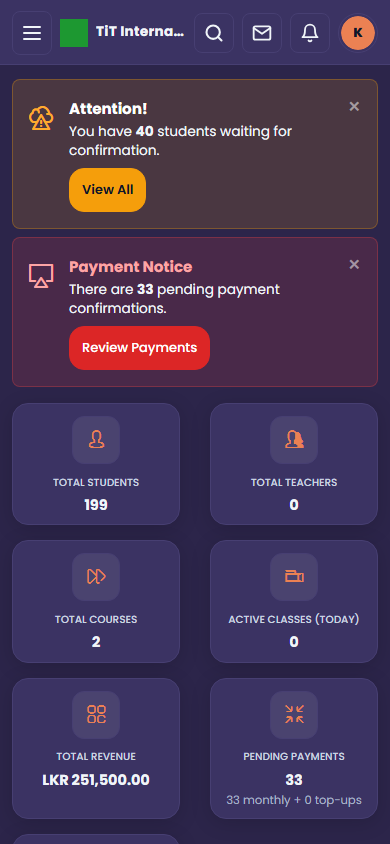 TiT Interna...
K
Attention!
You have 40 students waiting for
confirmation.
View All
Payment Notice
There are 33 pending payment
confirmations.
Review Payments
TOTAL STUDENTS
199
TOTAL TEACHERS
0
TOTAL COURSES
2
ACTIVE CLASSES (TODAY)
0
TOTAL REVENUE
LKR 251,500.00
PENDING PAYMENTS
33
33 monthly + 0 top-ups